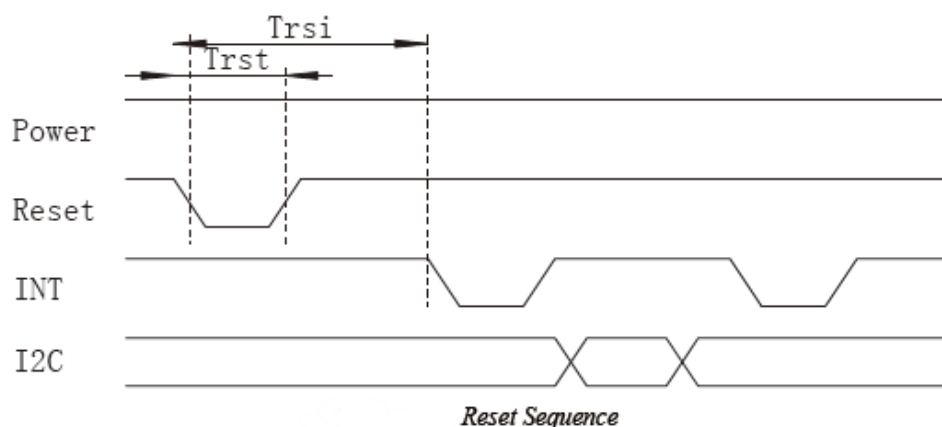 Trsi
Trst
Power
Reset
INT
I2C
Reset Sequence